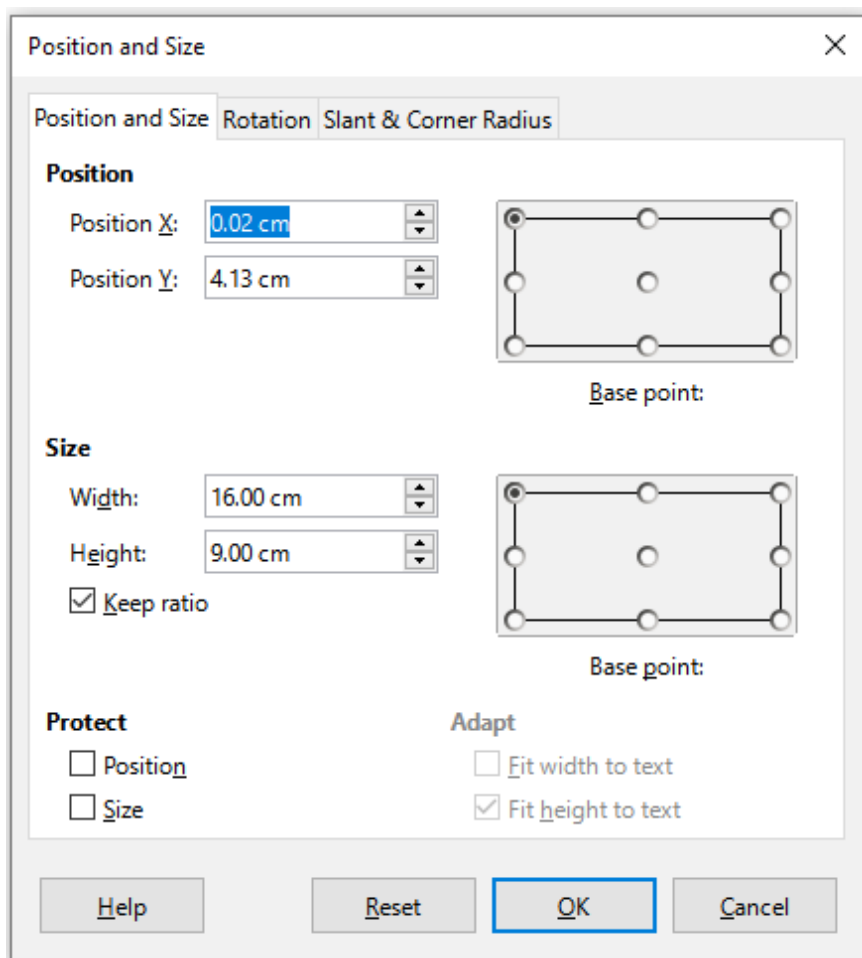 Position and Size
Position and Size Rotation Slant & Corner Radius
Position
Position X: 0.02 cm
Position Y: 4.13 cm
Base point:
Size
Width: 16.00 cm
Height: 9.00 cm
Keep ratio
Base point:
Protect Adapt
Position Fit width to text
Size Fit height to text
Help Reset OK Cancel